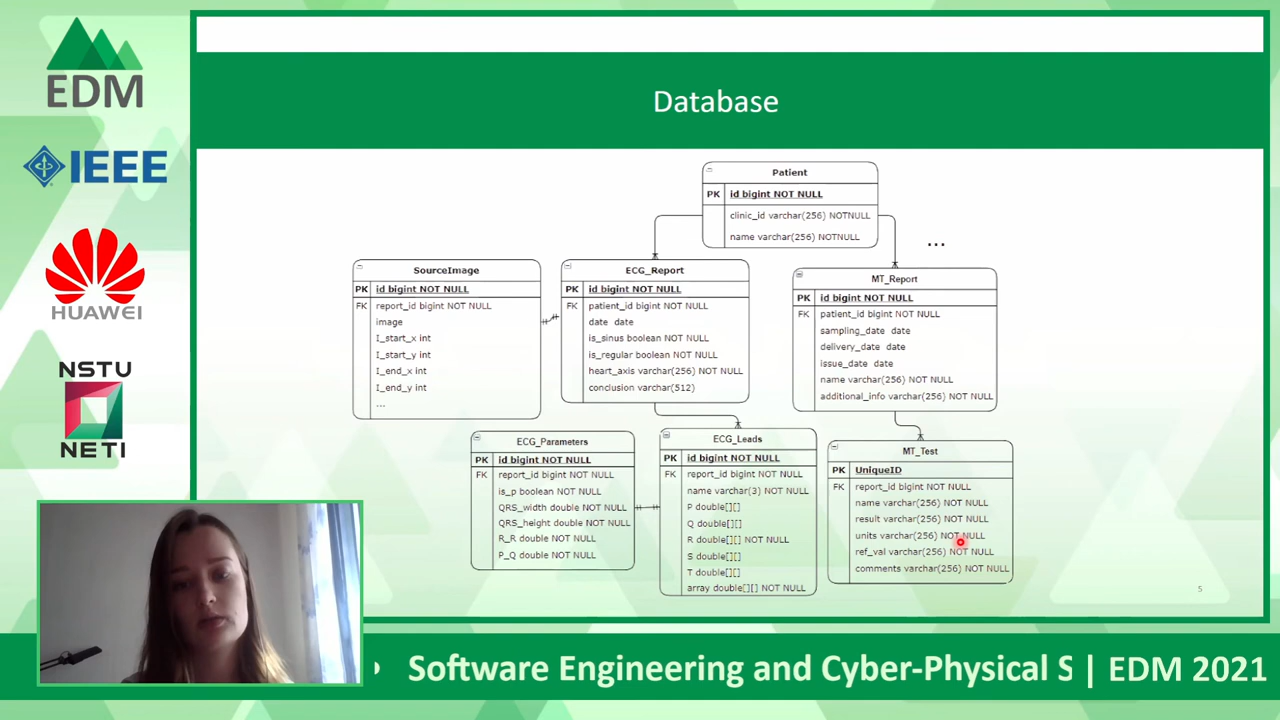 EDM
IEEE
HUAWEI
NSTU
NETI
Database
Patient
PK id bigint NOT NULL
clinic_id varchar(256) NOTNULL
name varchar(256) NOTNULL
...
SourceImage
PK id bigint NOT NULL
FK report_id bigint NOT NULL
image
I_start_x int
I_start_y int
I_end_x int
I_end_y int
...
ECG_Report
PK id bigint NOT NULL
FK patient_id bigint NOT NULL
date date
is_sinus boolean NOT NULL
is_regular boolean NOT NULL
heart_axis varchar(256) NOT NULL
conclusion varchar(512)
MT_Report
PK id bigint NOT NULL
FK patient_id bigint NOT NULL
sampling_date date
delivery_date date
issue_date date
name varchar(256) NOT NULL
additional_info varchar(256) NOT NULL
ECG_Parameters
PK id bigint NOT NULL
FK report_id bigint NOT NULL
is_p boolean NOT NULL
QRS_width double NOT NULL
QRS_height double NOT NULL
R_R double NOT NULL
P_Q double NOT NULL
ECG_Leads
PK id bigint NOT NULL
FK report_id bigint NOT NULL
name varchar(3) NOT NULL
P double[][]
Q double[][]
R double[][] NOT NULL
S double[][]
T double[][]
array double[][] NOT NULL
MT_Test
PK UniqueID
FK report_id bigint NOT NULL
name varchar(256) NOT NULL
result varchar(256) NOT NULL
units varchar(256) NOT NULL
ref_val varchar(256) NOT NULL
comments varchar(256) NOT NULL
5
Software Engineering and Cyber-Physical S | EDM 2021